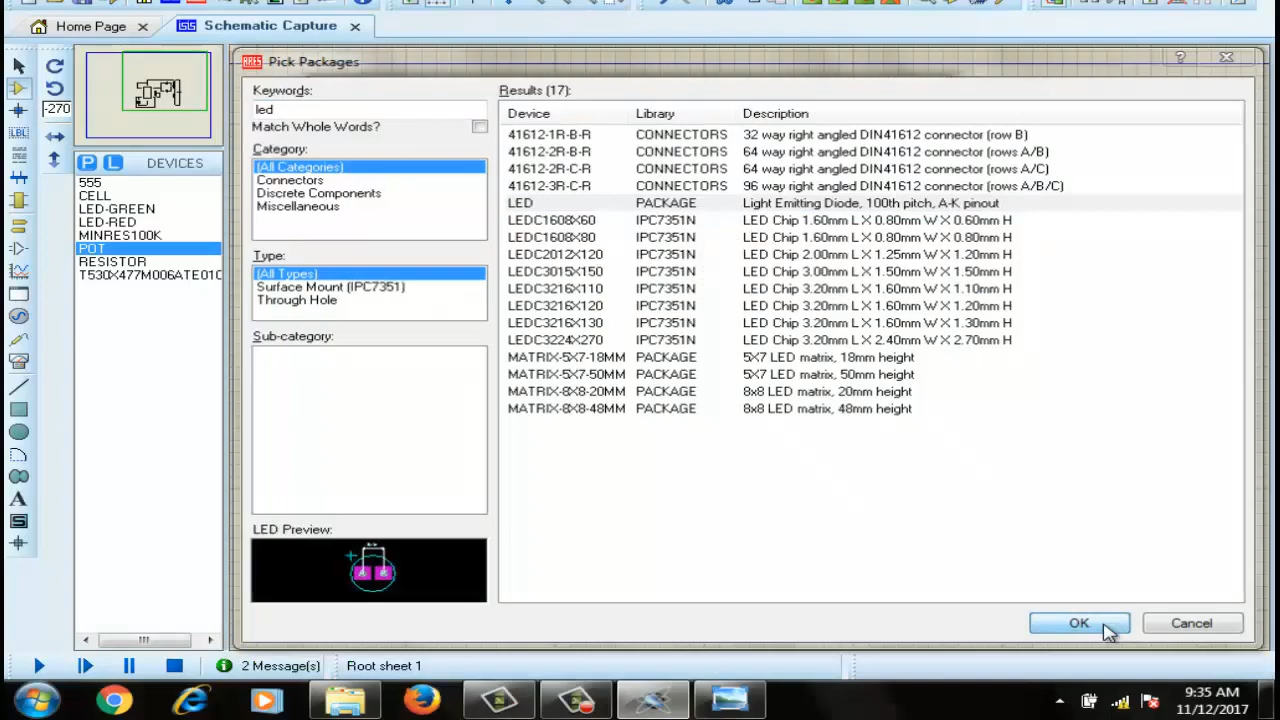 Home Page
ISIS Schematic Capture
ARES Pick Packages
-270
LBL
P L DEVICES
555
CELL
LED-GREEN
LED-RED
MINRES100K
POT
RESISTOR
T530X477M006ATE010
A
S
Keywords:
led
Match Whole Words?
Category:
(All Categories)
Connectors
Discrete Components
Miscellaneous
Type:
(All Types)
Surface Mount (IPC7351)
Through Hole
Sub-category:
LED Preview:
A K
Results (17):
Device Library Description
41612-1R-B-R CONNECTORS 32 way right angled DIN41612 connector (row B)
41612-2R-B-R CONNECTORS 64 way right angled DIN41612 connector (rows A/B)
41612-2R-C-R CONNECTORS 64 way right angled DIN41612 connector (rows A/C)
41612-3R-C-R CONNECTORS 96 way right angled DIN41612 connector (rows A/B/C)
LED PACKAGE Light Emitting Diode, 100th pitch, A-K pinout
LEDC1608X60 IPC7351N LED Chip 1.60mm L X 0.80mm W X 0.60mm H
LEDC1608X80 IPC7351N LED Chip 1.60mm L X 0.80mm W X 0.80mm H
LEDC2012X120 IPC7351N LED Chip 2.00mm L X 1.25mm W X 1.20mm H
LEDC3015X150 IPC7351N LED Chip 3.00mm L X 1.50mm W X 1.50mm H
LEDC3216X110 IPC7351N LED Chip 3.20mm L X 1.60mm W X 1.10mm H
LEDC3216X120 IPC7351N LED Chip 3.20mm L X 1.60mm W X 1.20mm H
LEDC3216X130 IPC7351N LED Chip 3.20mm L X 1.60mm W X 1.30mm H
LEDC3224X270 IPC7351N LED Chip 3.20mm L X 2.40mm W X 2.70mm H
MATRIX-5X7-18MM PACKAGE 5X7 LED matrix, 18mm height
MATRIX-5X7-50MM PACKAGE 5X7 LED matrix, 50mm height
MATRIX-8X8-20MM PACKAGE 8x8 LED matrix, 20mm height
MATRIX-8X8-48MM PACKAGE 8x8 LED matrix, 48mm height
OK Cancel
2 Message(s) Root sheet 1
9:35 AM
11/12/2017